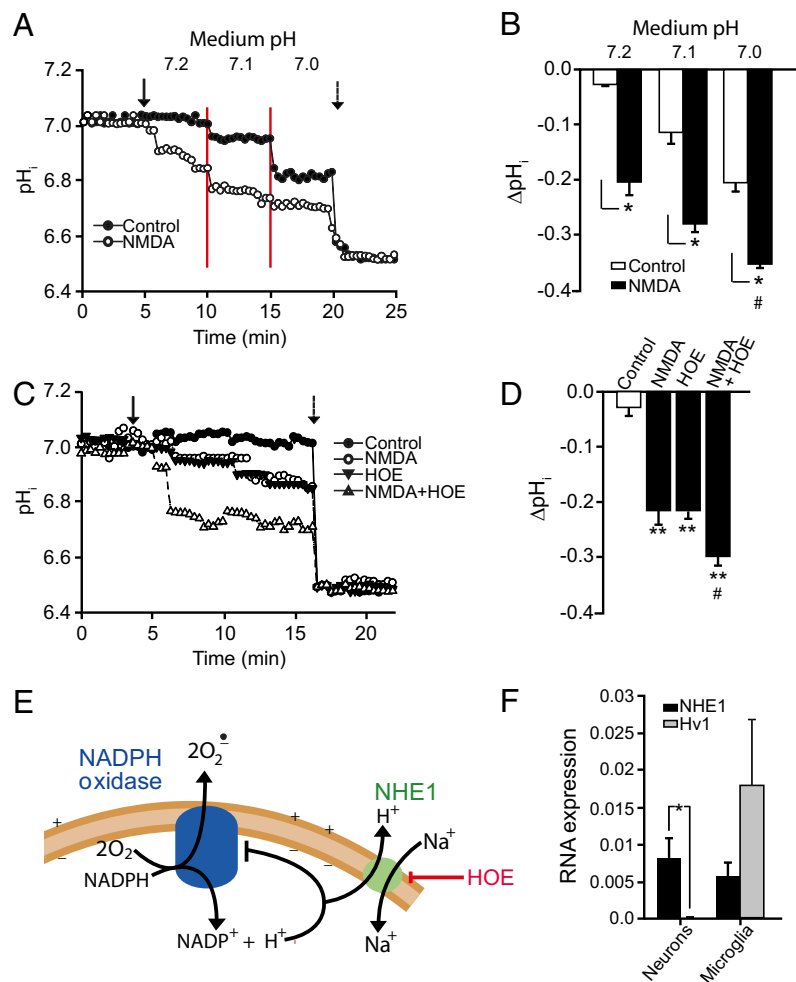 A
Medium pH
7.2 7.1 7.0
7.2
7.0
6.8
6.6
6.4
pHi
Control
NMDA
0 5 10 15 20 25
Time (min)
B
Medium pH
7.2 7.1 7.0
0.0
-0.1
-0.2
-0.3
-0.4
ΔpHi
* * *
#
Control
NMDA
C
7.2
7.0
6.8
6.6
6.4
pHi
Control
NMDA
HOE
NMDA+HOE
0 5 10 15 20
Time (min)
D
Control
NMDA
HOE
NMDA
+ HOE
0.0
-0.1
-0.2
-0.3
-0.4
ΔpHi
** ** **
#
E
NADPH
oxidase
2O2•−
NHE1
H+
Na+
+ + + +
− − − −
2O2
NADPH
HOE
NADP+ + H+
Na+
F
0.03
0.025
0.02
0.015
0.01
0.005
0.0
RNA expression
NHE1
Hv1
*
Neurons
Microglia